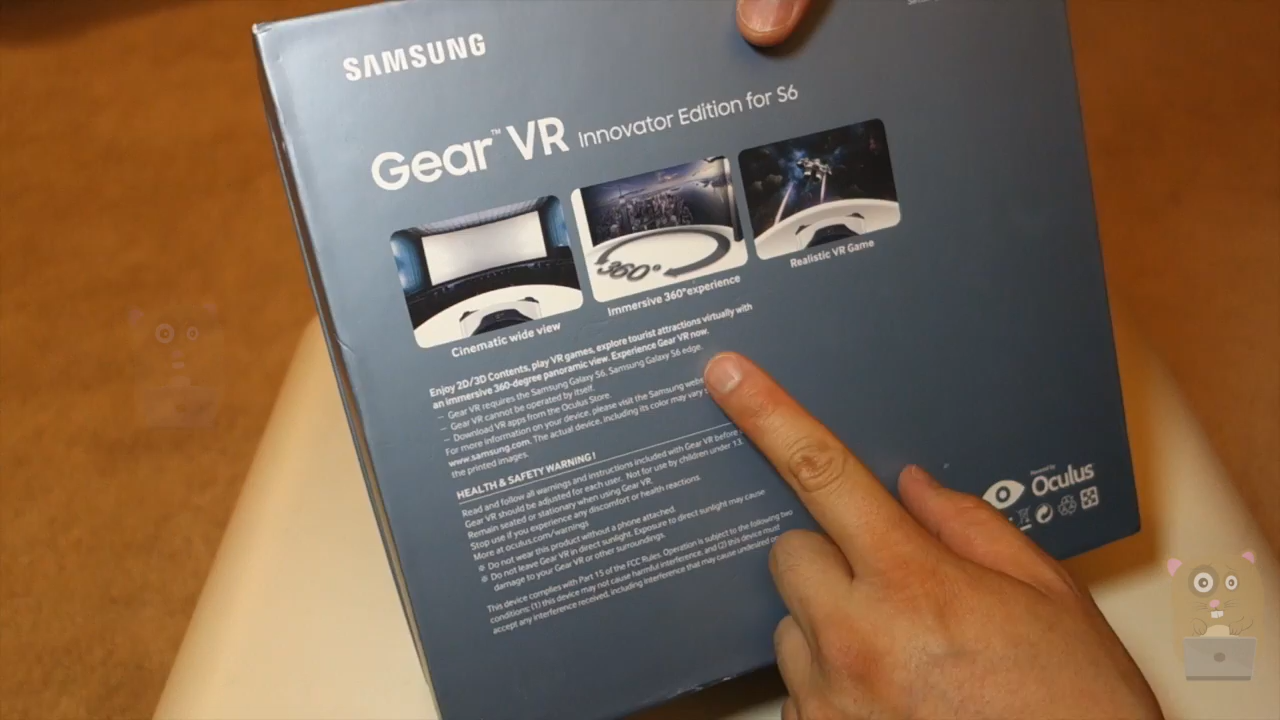 SAMSUNG
Gear™ VR Innovator Edition for S6
360°
Cinematic wide view
Immersive 360°experience
Realistic VR Game
Enjoy 2D/3D Contents, play VR games, explore tourist attractions virtually with
an immersive 360-degree panoramic view. Experience Gear VR now.
– Gear VR requires the Samsung Galaxy S6, Samsung Galaxy S6 edge.
– Gear VR cannot be operated by itself.
– Download VR apps from the Oculus Store.
For more information on your device, please visit the Samsung
www.samsung.com. The actual device, including its color may vary
the printed images.
HEALTH & SAFETY WARNING!
Read and follow all warnings and instructions included with Gear VR before
Gear VR should be adjusted for each user. Not for use by children under 13.
Remain seated or stationary when using Gear VR.
Stop use if you experience any discomfort or health reactions.
More at oculus.com/warnings
Do not wear this product without a phone attached.
Do not leave Gear VR in direct sunlight. Exposure to direct sunlight may cause
damage to your Gear VR or other surroundings.
This device complies with Part 15 of the FCC Rules. Operation is subject to the following two
conditions: (1) this device may not cause harmful interference, and (2) this device must
accept any interference received, including interference that may cause undesired
Powered by
Oculus